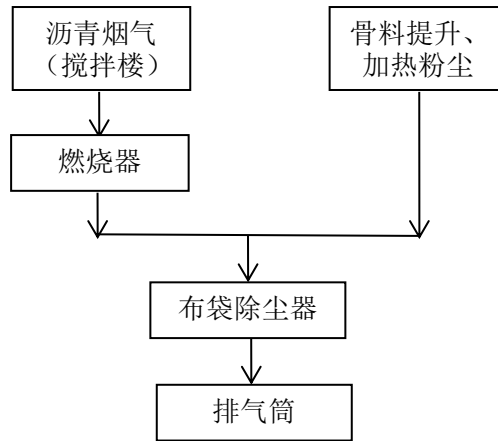 沥青烟气
（搅拌楼）
骨料提升、
加热粉尘
燃烧器
布袋除尘器
排气筒